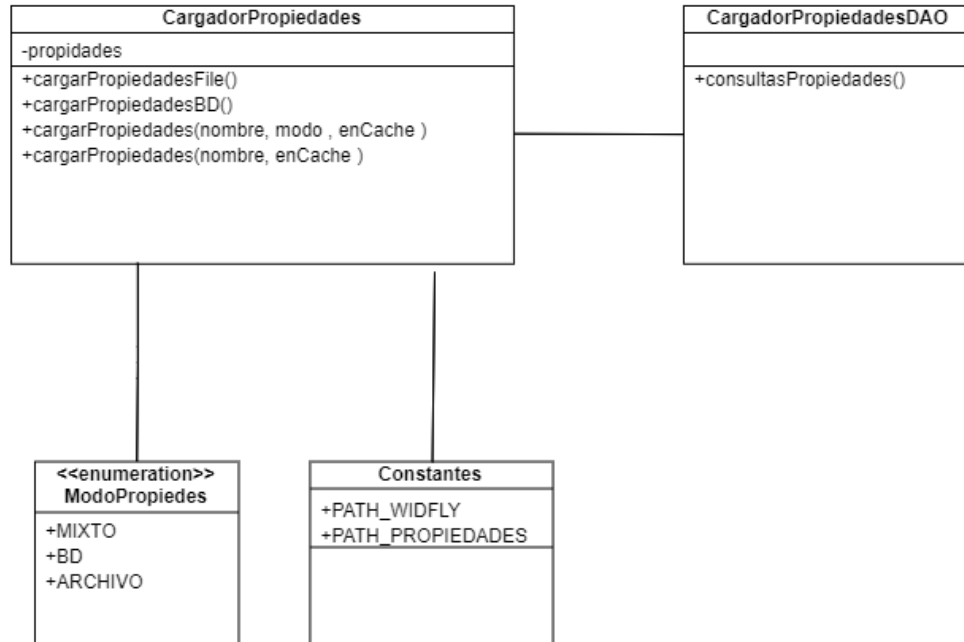 CargadorPropiedades
-propidades
+cargarPropiedadesFile()
+cargarPropiedadesBD()
+cargarPropiedades(nombre, modo , enCache )
+cargarPropiedades(nombre, enCache )
CargadorPropiedadesDAO
+consultasPropiedades()
<<enumeration>>
ModoPropiedes
+MIXTO
+BD
+ARCHIVO
Constantes
+PATH_WIDFLY
+PATH_PROPIEDADES